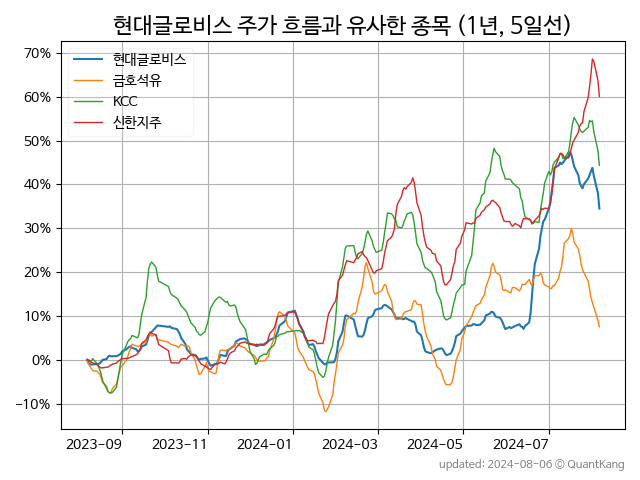 현대글로비스 주가 흐름과 유사한 종목 (1년, 5일선)
70%
60%
50%
40%
30%
20%
10%
0%
-10%
현대글로비스
금호석유
KCC
신한지주
2023-09 2023-11 2024-01 2024-03 2024-05 2024-07
updated: 2024-08-06 © QuantKang